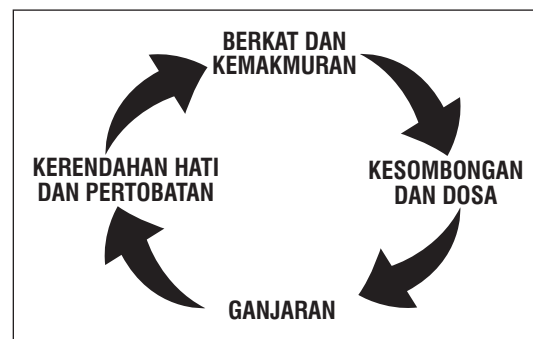 BERKAT DAN
KEMAKMURAN
KESOMBONGAN
DAN DOSA
GANJARAN
KERENDAHAN HATI
DAN PERTOBATAN